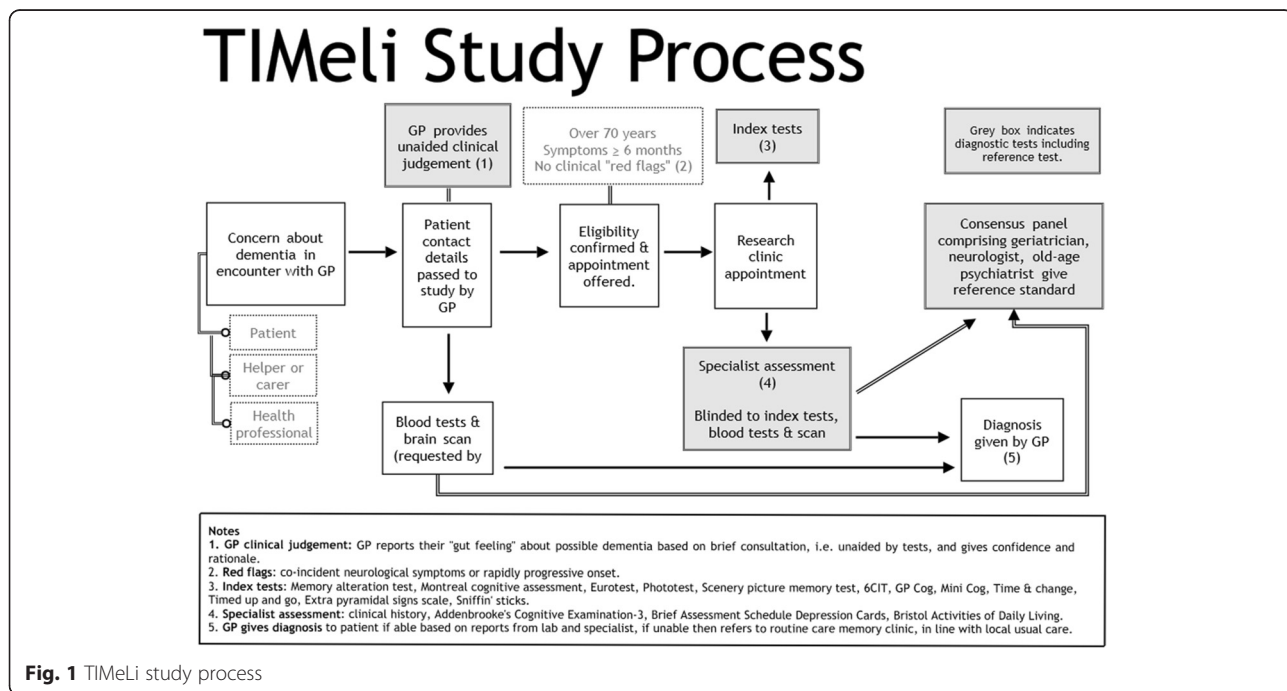 TIMeli Study Process
GP provides
unaided clinical
judgement (1)
Over 70 years
Symptoms ≥ 6 months
No clinical "red flags" (2)
Index tests
(3)
Grey box indicates
diagnostic tests including
reference test.
Concern about
dementia in
encounter with GP
Patient
contact
details
passed to
study by
GP
Eligibility
confirmed &
appointment
offered.
Research
clinic
appointment
Consensus panel
comprising geriatrician,
neurologist, old-age
psychiatrist give
reference standard
Patient
Helper or
carer
Health
professional
Blood tests &
brain scan
(requested by
Specialist assessment
(4)
Blinded to index tests,
blood tests & scan
Diagnosis
given by GP
(5)
Notes
1. GP clinical judgement: GP reports their "gut feeling" about possible dementia based on brief consultation, i.e. unaided by tests, and gives confidence and
rationale.
2. Red flags: co-incident neurological symptoms or rapidly progressive onset.
3. Index tests: Memory alteration test, Montreal cognitive assessment, Eurotest, Phototest, Scenery picture memory test, 6CIT, GP Cog, Mini Cog, Time & change,
Timed up and go, Extra pyramidal signs scale, Sniffin' sticks.
4. Specialist assessment: clinical history, Addenbrooke's Cognitive Examination-3, Brief Assessment Schedule Depression Cards, Bristol Activities of Daily Living.
5. GP gives diagnosis to patient if able based on reports from lab and specialist, if unable then refers to routine care memory clinic, in line with local usual care.
Fig. 1 TIMeLi study process